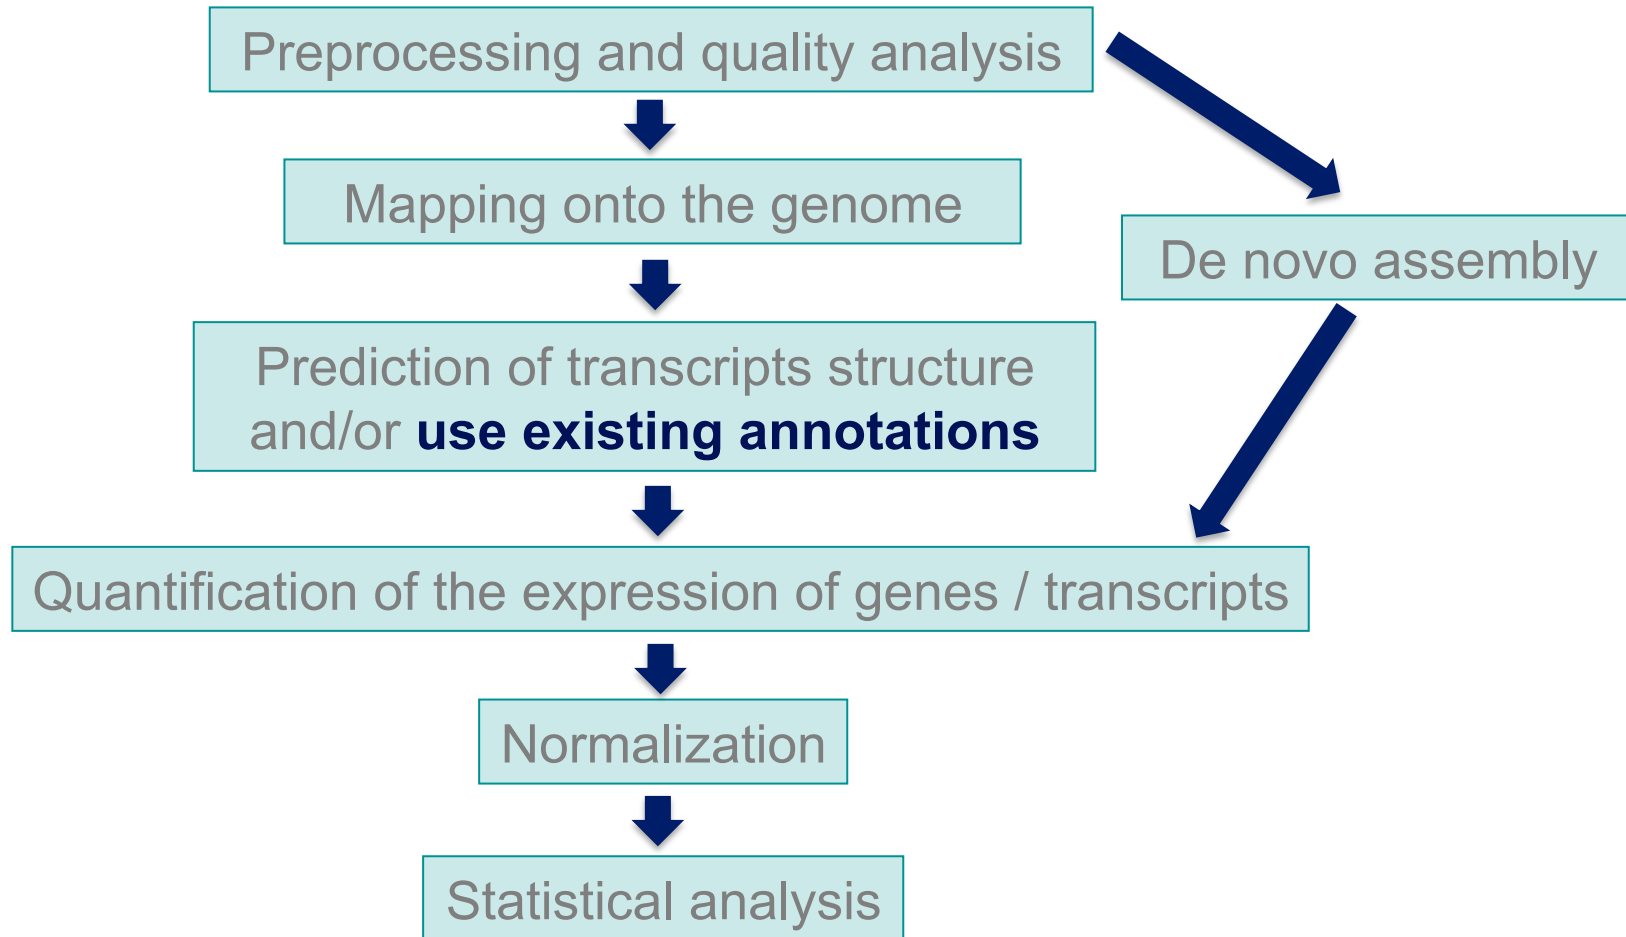 Preprocessing and quality analysis
Mapping onto the genome
De novo assembly
Prediction of transcripts structure
and/or use existing annotations
Quantification of the expression of genes / transcripts
Normalization
Statistical analysis